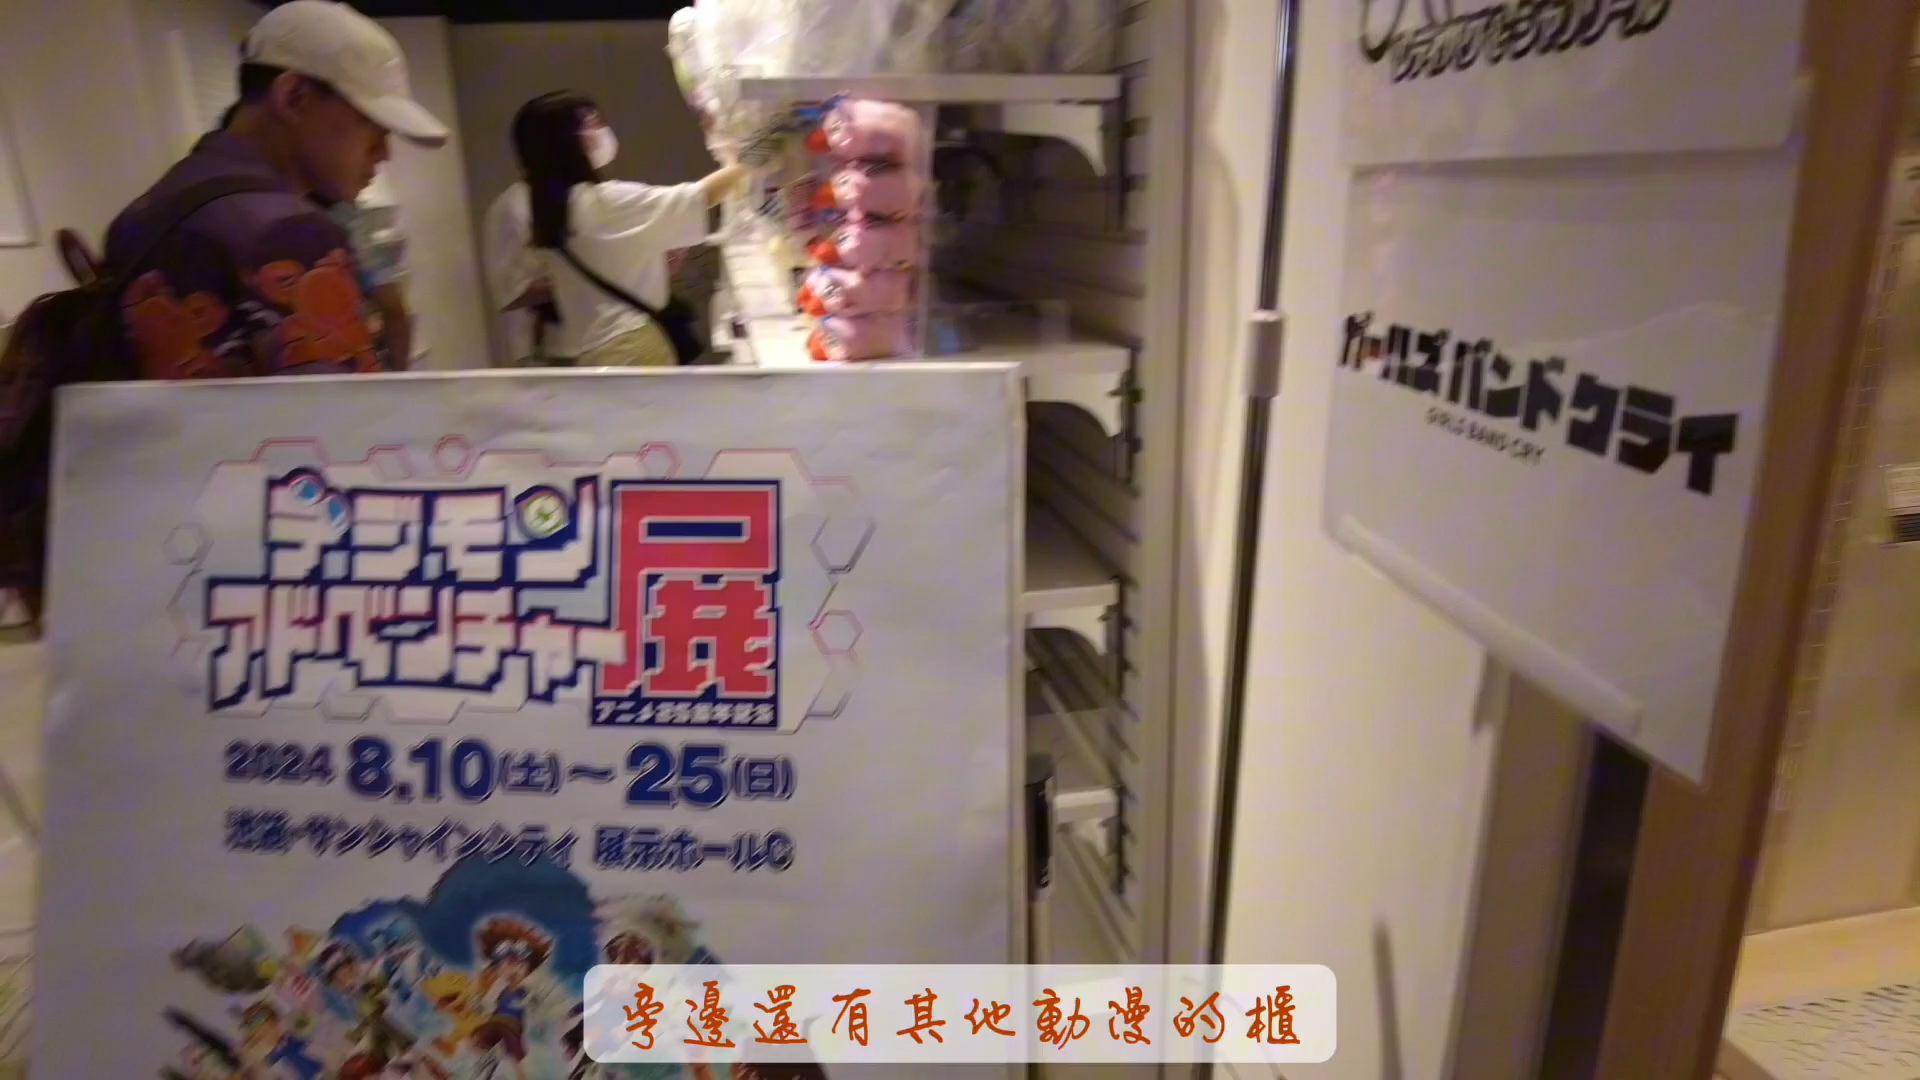 デジモン
アドベンチャー展
アニメ25周年記念
2024 8.10(土)～25(日)
池袋・サンシャインシティ 展示ホールC
ガールズバンドクライ
GIRLS BAND CRY
旁邊還有其他動漫的櫃